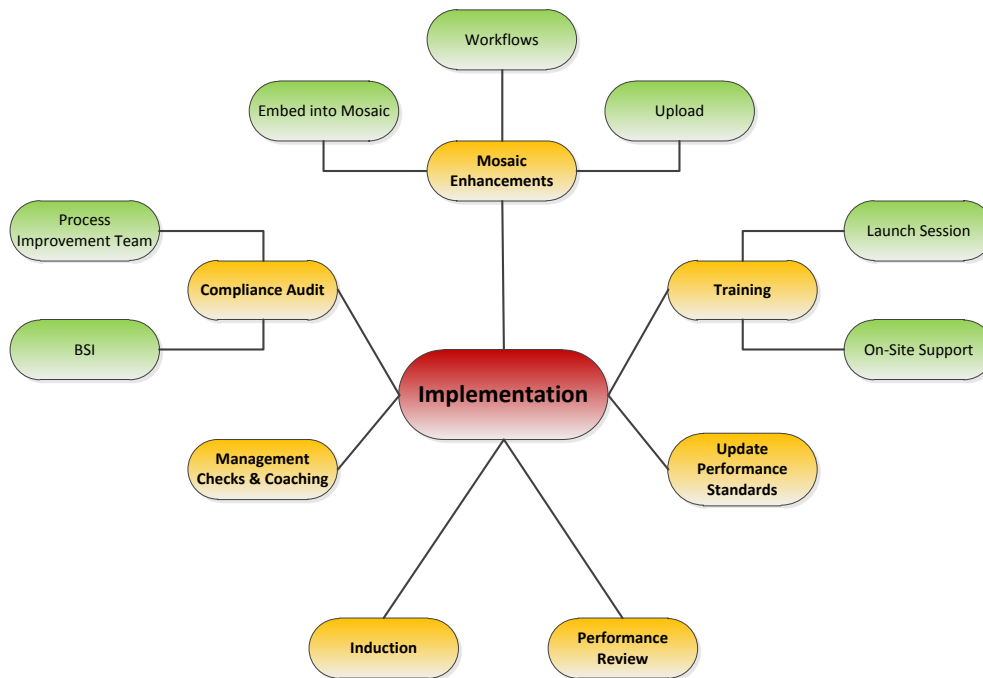 Workflows
Embed into Mosaic
Upload
Mosaic
Enhancements
Process
Improvement Team
Launch Session
Compliance Audit
Training
BSI
On-Site Support
Implementation
Management
Checks & Coaching
Update
Performance
Standards
Induction
Performance
Review